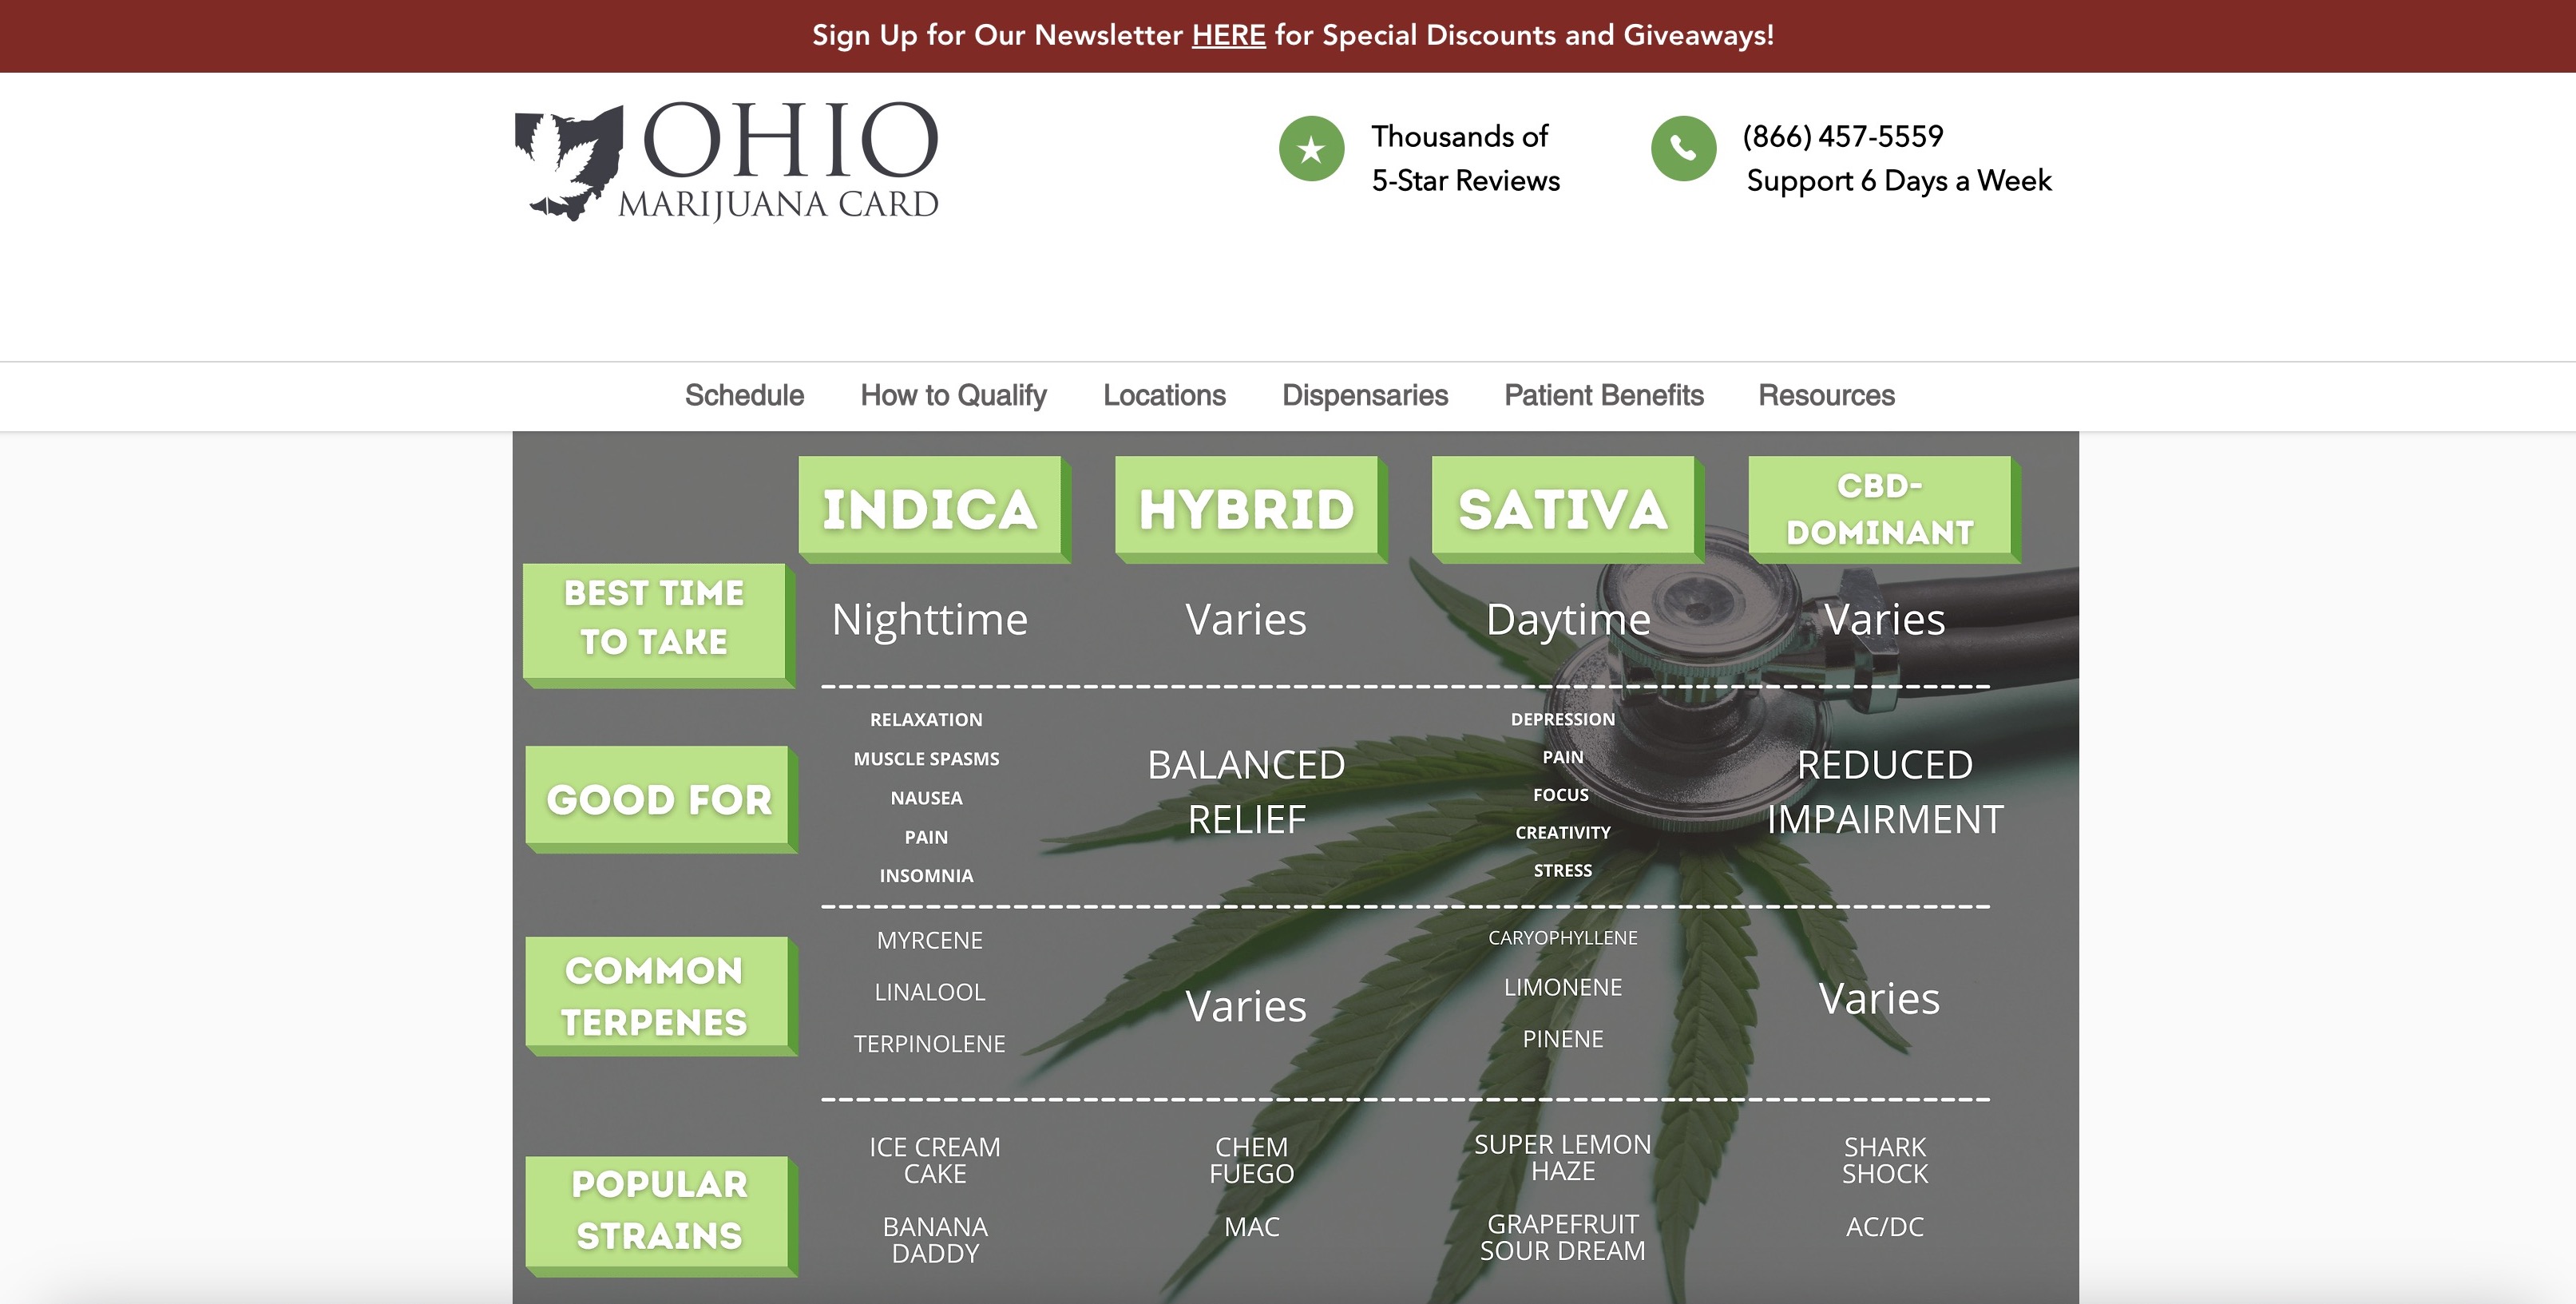 Sign Up for Our Newsletter HERE for Special Discounts and Giveaways!
OHIO
MARIJUANA CARD
Thousands of
5-Star Reviews
(866) 457-5559
Support 6 Days a Week
Schedule How to Qualify Locations Dispensaries Patient Benefits Resources
INDICA HYBRID SATIVA CBD-
DOMINANT
BEST TIME
TO TAKE
Nighttime Varies Daytime Varies
GOOD FOR
RELAXATION
MUSCLE SPASMS
NAUSEA
PAIN
INSOMNIA
BALANCED
RELIEF
DEPRESSION
PAIN
FOCUS
CREATIVITY
STRESS
REDUCED
IMPAIRMENT
COMMON
TERPENES
MYRCENE
LINALOOL
TERPINOLENE
Varies
CARYOPHYLLENE
LIMONENE
PINENE
Varies
POPULAR
STRAINS
ICE CREAM
CAKE
BANANA
DADDY
CHEM
FUEGO
MAC
SUPER LEMON
HAZE
GRAPEFRUIT
SOUR DREAM
SHARK
SHOCK
AC/DC